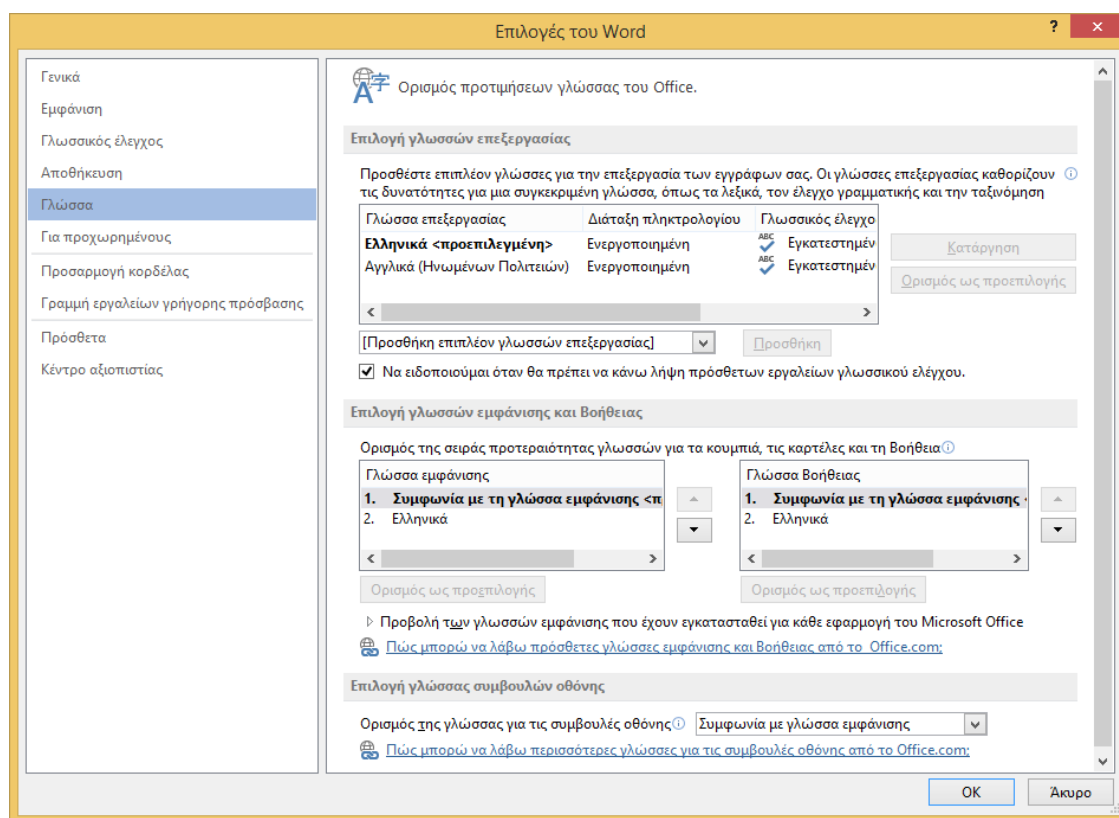 Επιλογές του Word
?
Γενικά
Εμφάνιση
Γλωσσικός έλεγχος
Αποθήκευση
Γλώσσα
Για προχωρημένους
Προσαρμογή κορδέλας
Γραμμή εργαλείων γρήγορης πρόσβασης
Πρόσθετα
Κέντρο αξιοπιστίας
Ορισμός προτιμήσεων γλώσσας του Office.
Επιλογή γλωσσών επεξεργασίας
Προσθέστε επιπλέον γλώσσες για την επεξεργασία των εγγράφων σας. Οι γλώσσες επεξεργασίας καθορίζουν
τις δυνατότητες για μια συγκεκριμένη γλώσσα, όπως τα λεξικά, τον έλεγχο γραμματικής και την ταξινόμηση
Γλώσσα επεξεργασίας Διάταξη πληκτρολογίου Γλωσσικός έλεγχο
Ελληνικά <προεπιλεγμένη> Ενεργοποιημένη ABC Εγκατεστημέν
Αγγλικά (Ηνωμένων Πολιτειών) Ενεργοποιημένη ABC Εγκατεστημέν
Κατάργηση
Ορισμός ως προεπιλογής
[Προσθήκη επιπλέον γλωσσών επεξεργασίας] Προσθήκη
Να ειδοποιούμαι όταν θα πρέπει να κάνω λήψη πρόσθετων εργαλείων γλωσσικού ελέγχου.
Επιλογή γλωσσών εμφάνισης και Βοήθειας
Ορισμός της σειράς προτεραιότητας γλωσσών για τα κουμπιά, τις καρτέλες και τη Βοήθεια
Γλώσσα εμφάνισης
1. Συμφωνία με τη γλώσσα εμφάνισης <π
2. Ελληνικά
Ορισμός ως προεπιλογής
Γλώσσα Βοήθειας
1. Συμφωνία με τη γλώσσα εμφάνισης
2. Ελληνικά
Ορισμός ως προεπιλογής
Προβολή των γλωσσών εμφάνισης που έχουν εγκατασταθεί για κάθε εφαρμογή του Microsoft Office
Πώς μπορώ να λάβω πρόσθετες γλώσσες εμφάνισης και Βοήθειας από το Office.com;
Επιλογή γλώσσας συμβουλών οθόνης
Ορισμός της γλώσσας για τις συμβουλές οθόνης Συμφωνία με γλώσσα εμφάνισης
Πώς μπορώ να λάβω περισσότερες γλώσσες για τις συμβουλές οθόνης από το Office.com;
OK Άκυρο